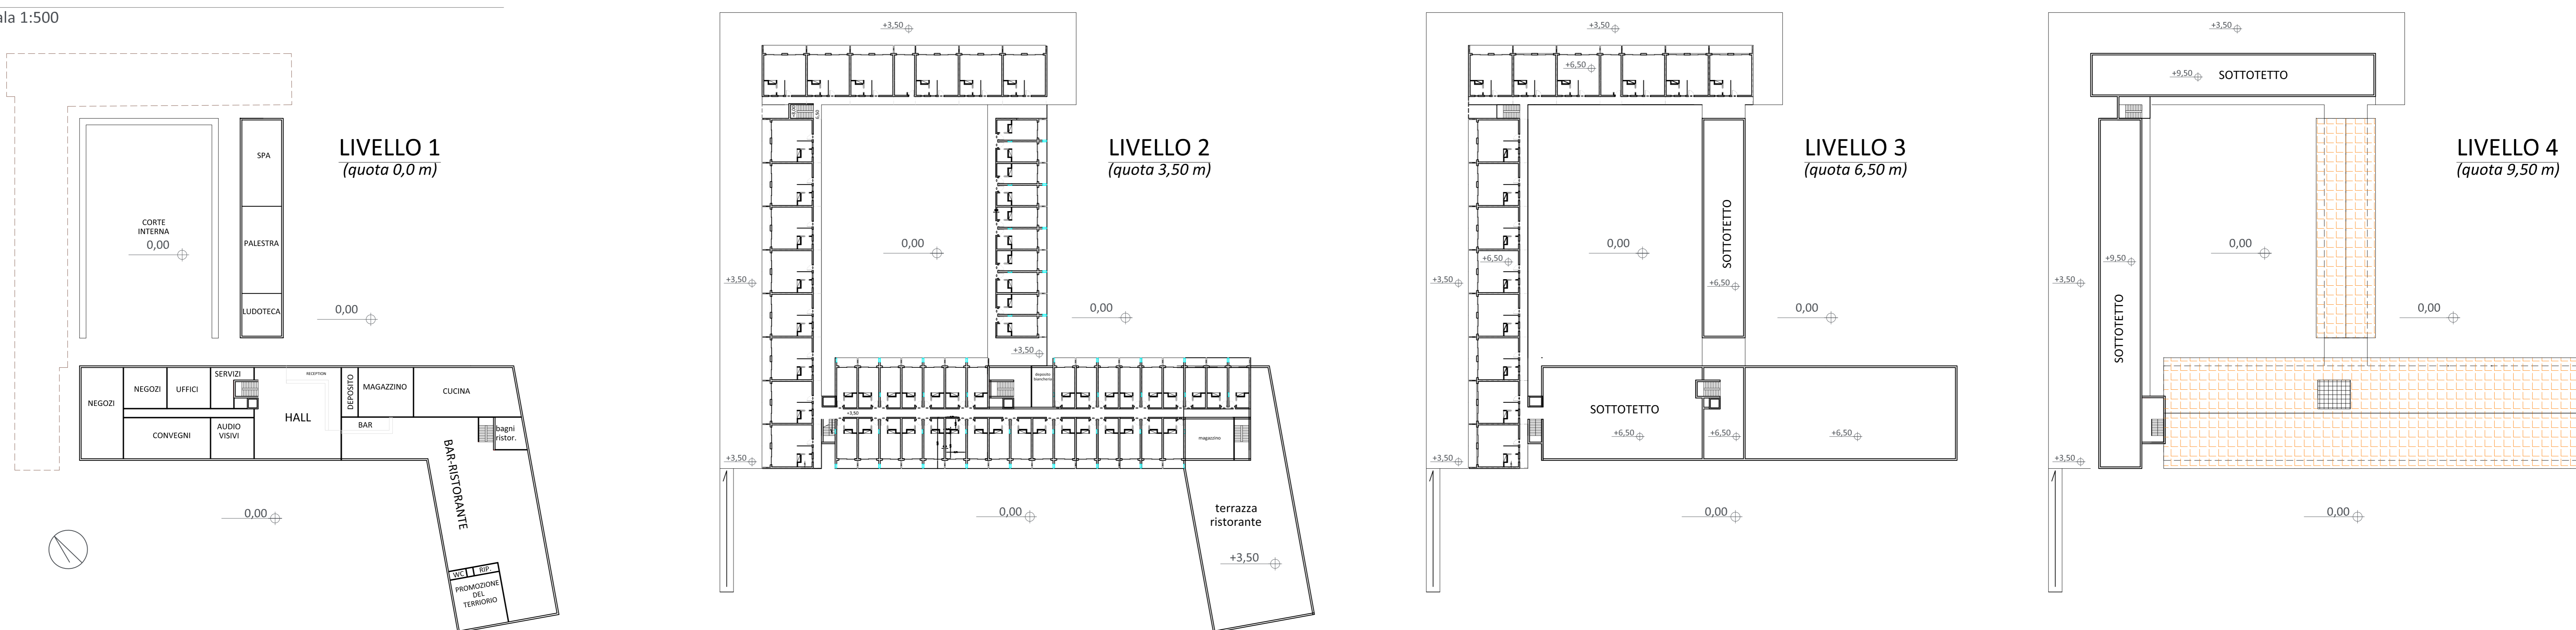 ala 1:500
LIVELLO 1
(quota 0,0 m)
SPA
PALESTRA
LUDOTECA
CORTE
INTERNA
0,00
0,00
NEGOZI
NEGOZI
UFFICI
SERVIZI
RECEPTION
HALL
DEPOSITO
MAGAZZINO
CUCINA
BAR
CONVEGNI
AUDIO
VISIVI
bagni
ristor.
BAR-RISTORANTE
0,00
WC
RIP.
PROMOZIONE
DEL
TERRIORIO
LIVELLO 2
(quota 3,50 m)
+3,50
0,00
+3,50
0,00
+3,50
deposito
biancheria
+3,50
magazzino
+3,50
0,00
terrazza
ristorante
+3,50
LIVELLO 3
(quota 6,50 m)
+3,50
+6,50
0,00
SOTTOTETTO
+6,50
+3,50
+6,50
0,00
SOTTOTETTO
+6,50
+6,50
+6,50
+3,50
0,00
LIVELLO 4
(quota 9,50 m)
+3,50
+9,50
SOTTOTETTO
0,00
+9,50
+3,50
SOTTOTETTO
0,00
+3,50
0,00